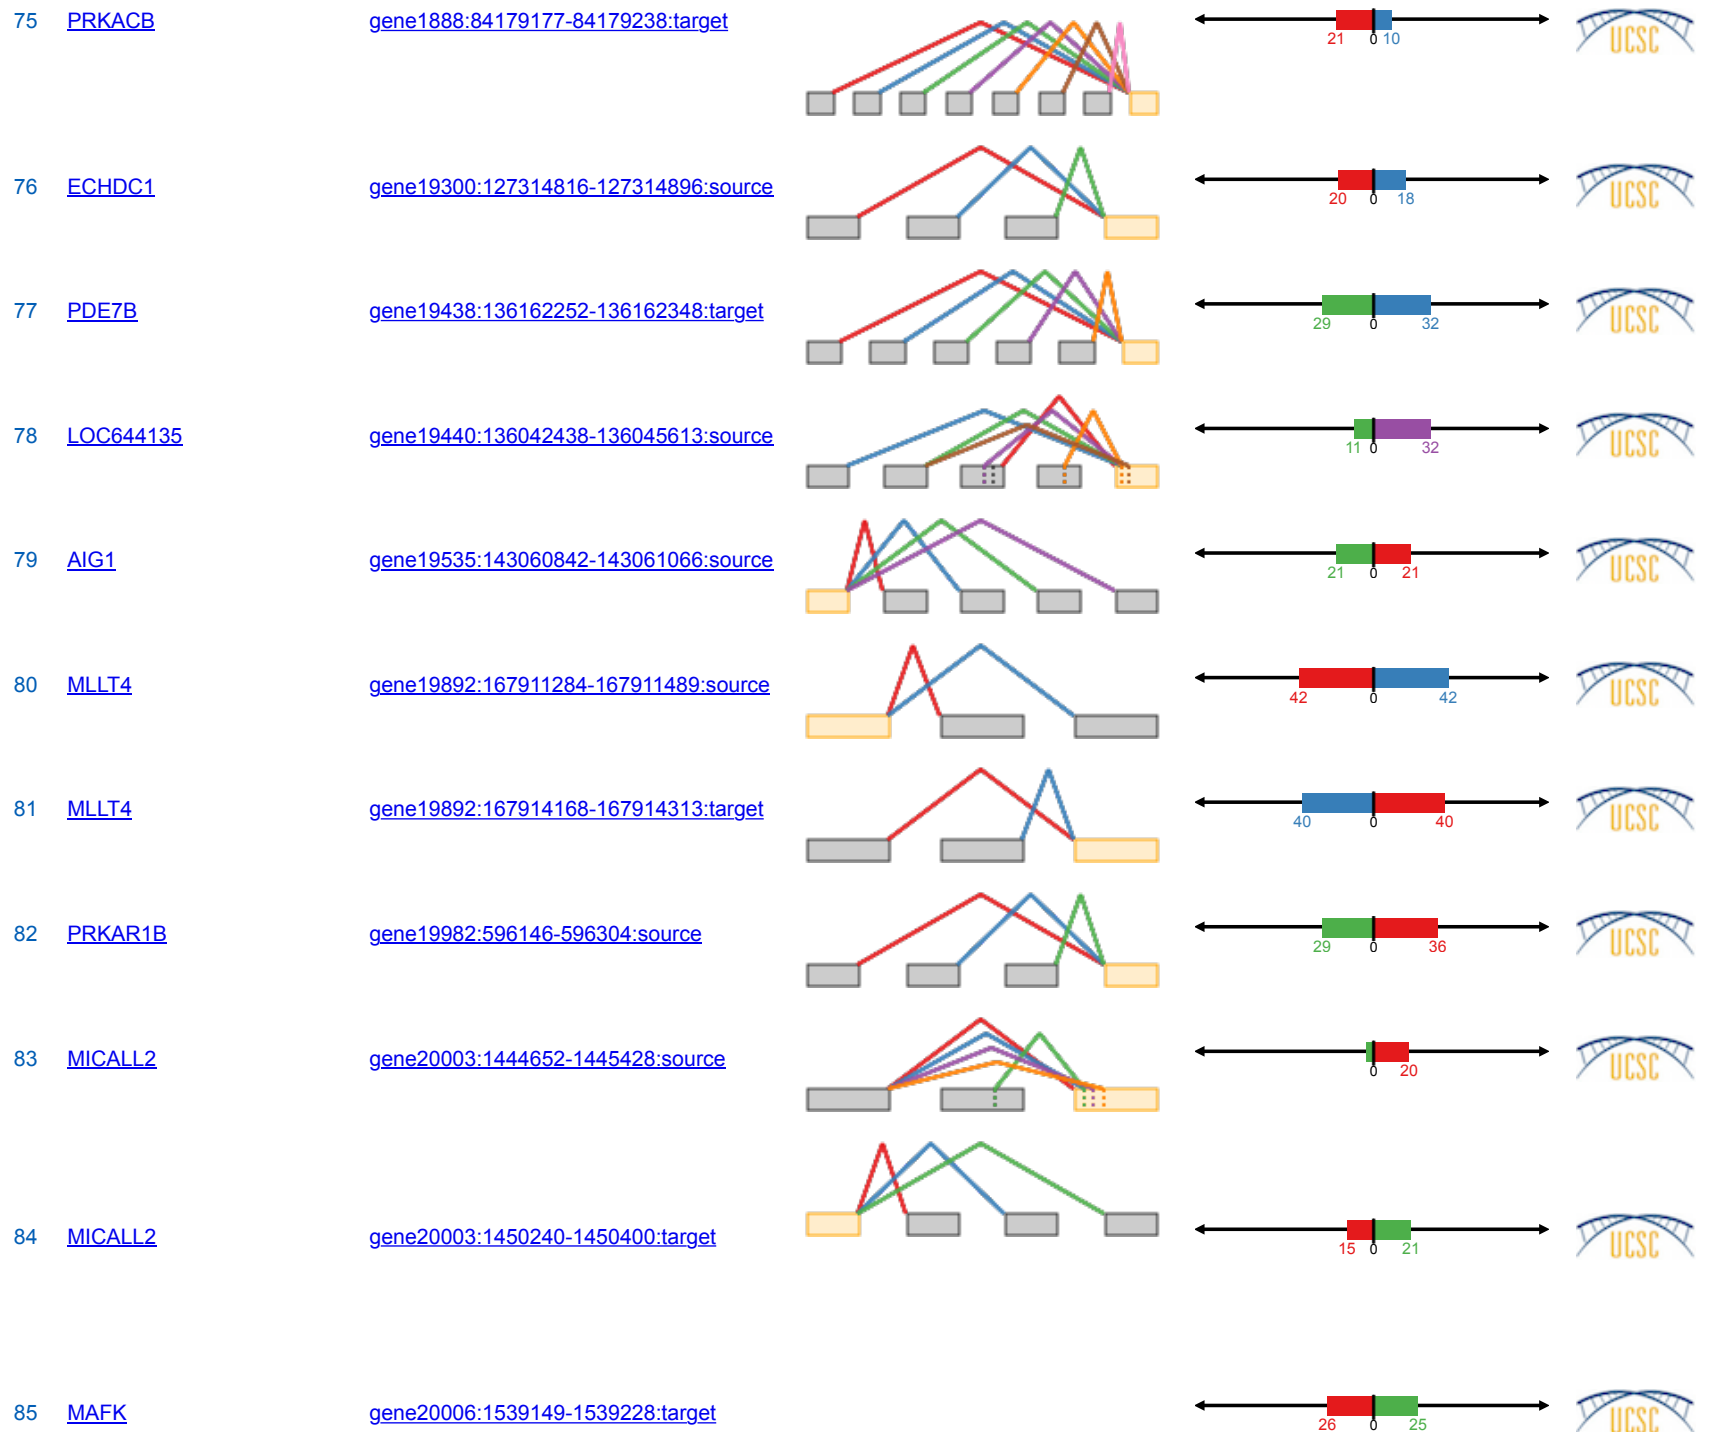 75 PRKACB gene1888:84179177-84179238:target 21 0 10 UCSC
76 ECHDC1 gene19300:127314816-127314896:source 20 0 18 UCSC
77 PDE7B gene19438:136162252-136162348:target 29 0 32 UCSC
78 LOC644135 gene19440:136042438-136045613:source 11 0 32 UCSC
79 AIG1 gene19535:143060842-143061066:source 21 0 21 UCSC
80 MLLT4 gene19892:167911284-167911489:source 42 0 42 UCSC
81 MLLT4 gene19892:167914168-167914313:target 40 0 40 UCSC
82 PRKAR1B gene19982:596146-596304:source 29 0 36 UCSC
83 MICALL2 gene20003:1444652-1445428:source 0 20 UCSC
84 MICALL2 gene20003:1450240-1450400:target 15 0 21 UCSC
85 MAFK gene20006:1539149-1539228:target 26 0 25 UCSC